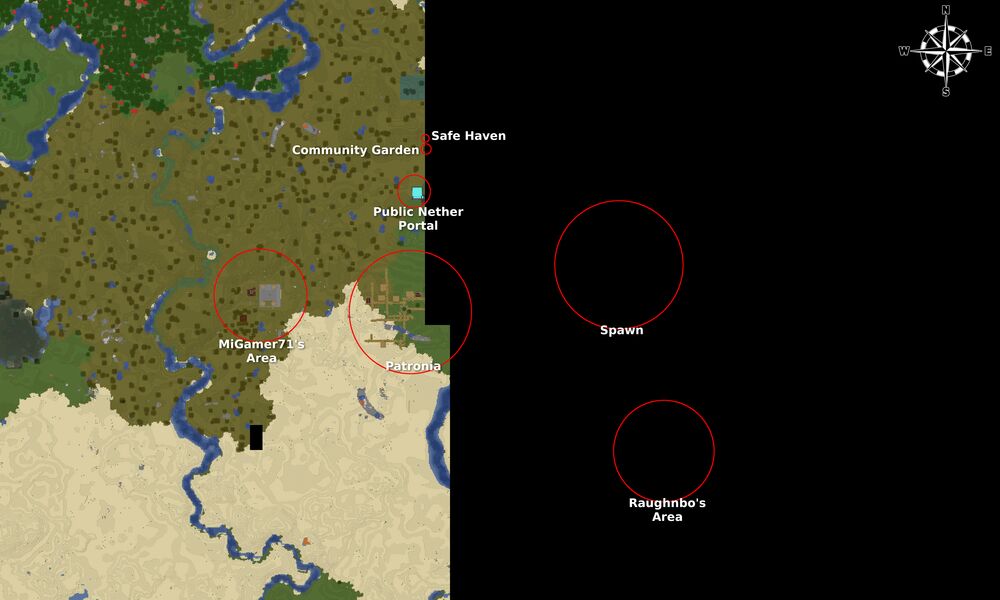 N
W
E
S
Safe Haven
Community Garden
Public Nether
Portal
Spawn
MiGamer71's
Area
Patronia
Raughnbo's
Area